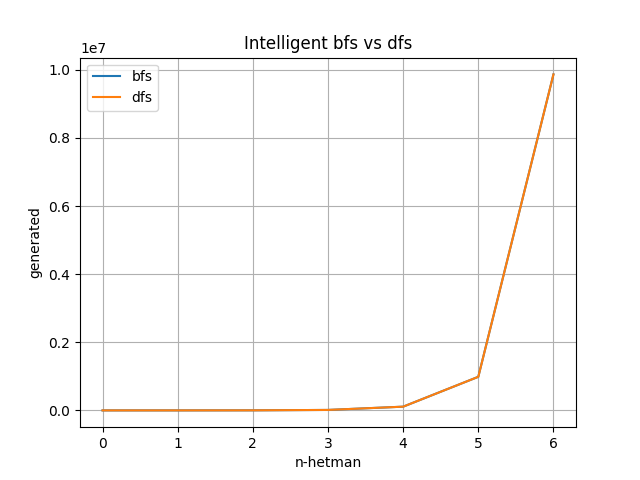 Intelligent bfs vs dfs
1e7
bfs
dfs
1.0
0.8
0.6
0.4
0.2
0.0
generated
0 1 2 3 4 5 6
n-hetman